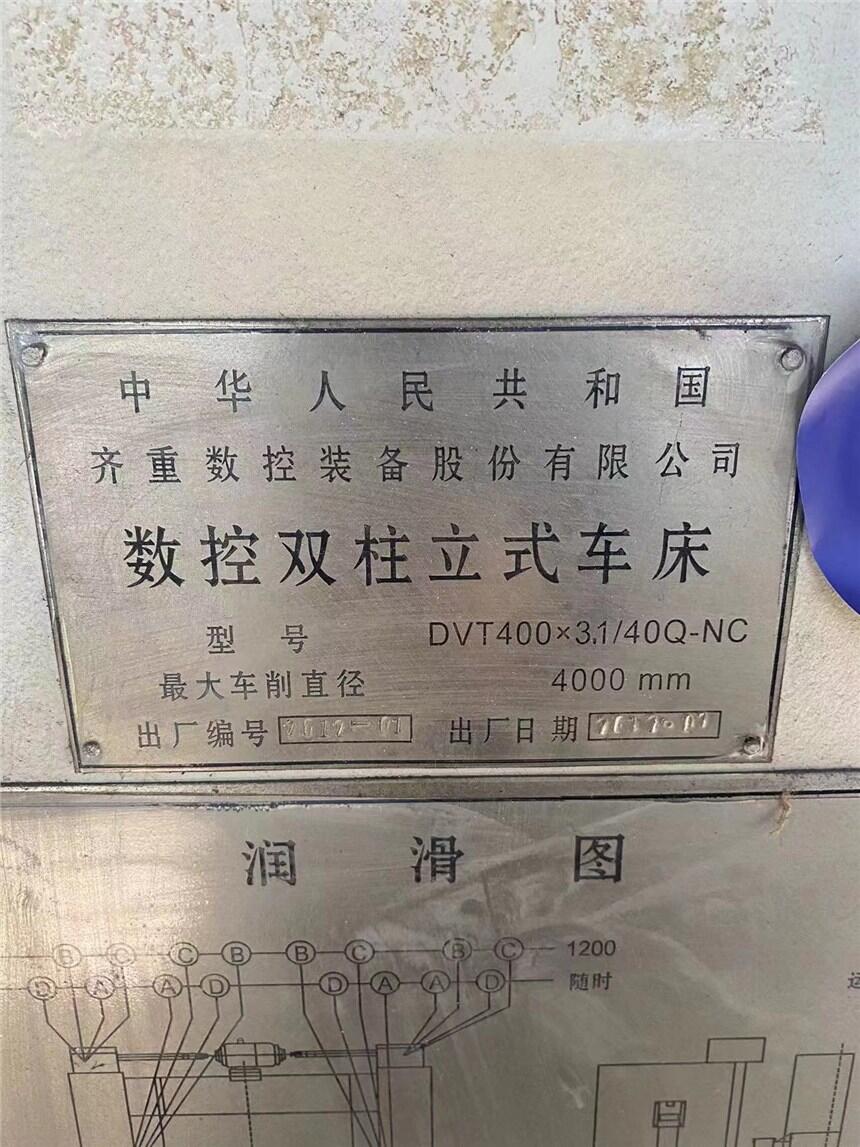 中华人民共和国
齐重数控装备股份有限公司
数控双柱立式车床
型号 DVT400×3.1/40Q-NC
最大车削直径 4000 mm
出厂编号
出厂日期
润滑图
B C C B B C B C 1200
D A A D D A A D 随时